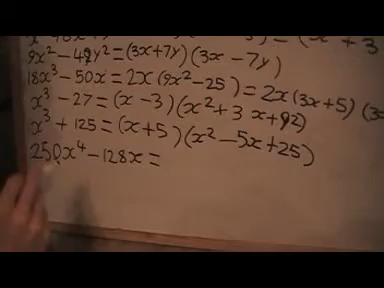 9x² − 49y² = (3x+7y)(3x − 7y)
18x³ − 50x = 2x(9x² − 25) = 2x(3x+5)(3x
x³ − 27 = (x − 3)(x² + 3x + 9)
x³ + 125 = (x+5)(x² − 5x + 25)
250x⁴ − 128x =